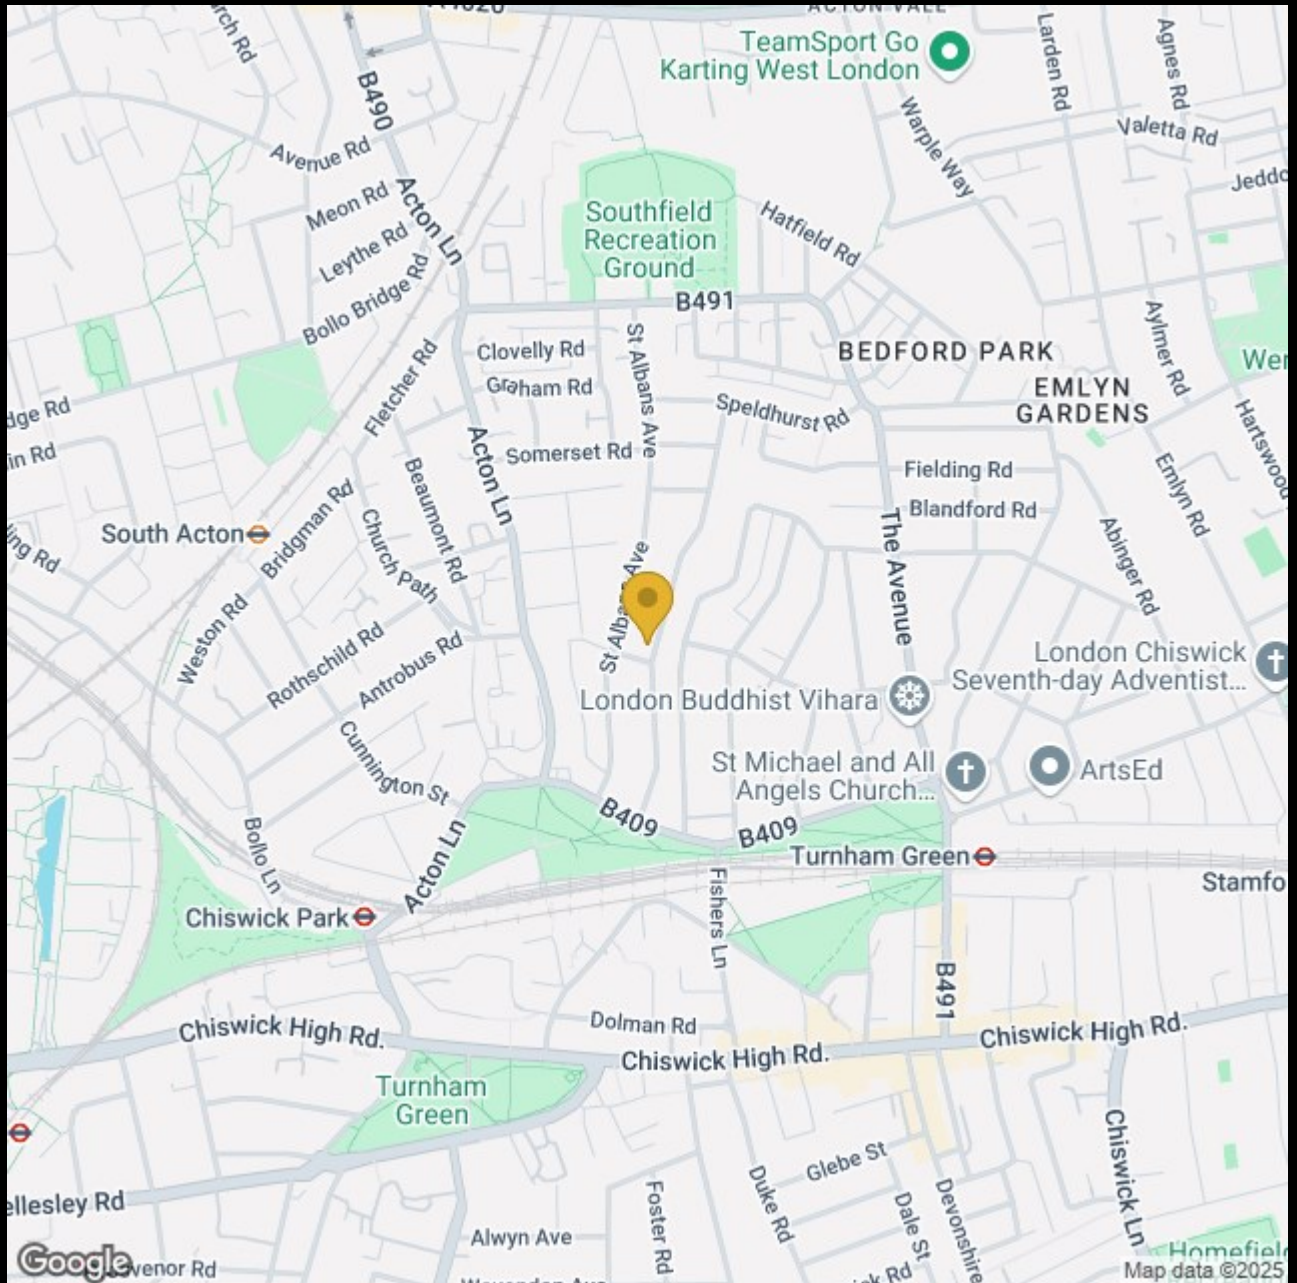 ACTON VALE
TeamSport Go
Karting West London
Larden Rd
Agnes Rd
B490
Warple Way
Valetta Rd
Avenue Rd
Acton Ln
Meon Rd
Leythe Rd
Bollo Bridge Rd
Southfield
Recreation
Ground
Hatfield Rd
B491
Clovelly Rd
St Albans Ave
BEDFORD PARK
Aylmer Rd
Graham Rd
Fletcher Rd
EMLYN
GARDENS
Speldhurst Rd
Somerset Rd
Acton Ln
Fielding Rd
Emlyn Rd
Beaumont Rd
Blandford Rd
South Acton
Bridgman Rd
Church Path
The Avenue
Abinger Rd
Weston Rd
Rothschild Rd
Antrobus Rd
London Chiswick
Seventh-day Adventist...
London Buddhist Vihara
Cunnington St
St Michael and All
Angels Church...
ArtsEd
B409
B409
Bollo Ln
Acton Ln
Turnham Green
Fishers Ln
Chiswick Park
B491
Dolman Rd
Chiswick High Rd.
Chiswick High Rd.
Chiswick High Rd.
Turnham
Green
Glebe St
Chiswick Ln
Duke Rd
Foster Rd
Dale St
Devonshire
Alwyn Ave
Google
Map data ©2025